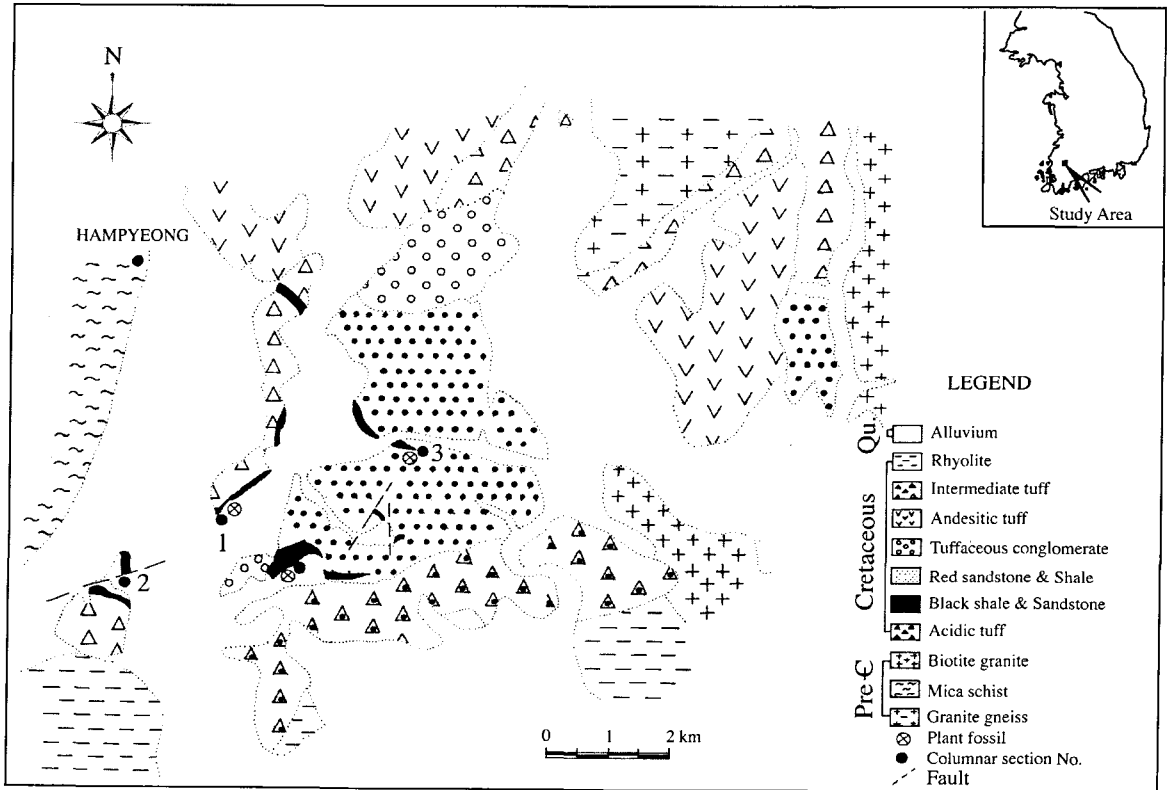 N
HAMPYEONG
Study Area
1
2
3
0 1 2 km
LEGEND
Qu.
Cretaceous
Pre-Є
Alluvium
Rhyolite
Intermediate tuff
Andesitic tuff
Tuffaceous conglomerate
Red sandstone & Shale
Black shale & Sandstone
Acidic tuff
Biotite granite
Mica schist
Granite gneiss
Plant fossil
Columnar section No.
Fault